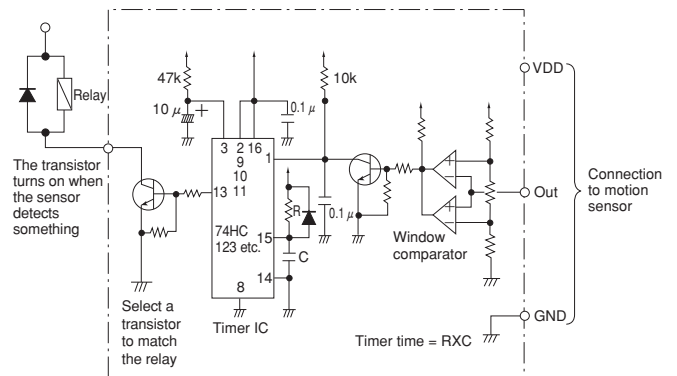 VDD
47k
10k
Relay
10 μ
+
0.1 μ
3 2 16
9
10
11
1
13
The transistor
turns on when
the sensor
detects
something
+
−
Out
Connection
to motion
sensor
R
0.1 μ
+
−
74HC
123 etc.
15
C
Window
comparator
14
8
Select a
transistor
to match
the relay
Timer IC
GND
Timer time = RXC